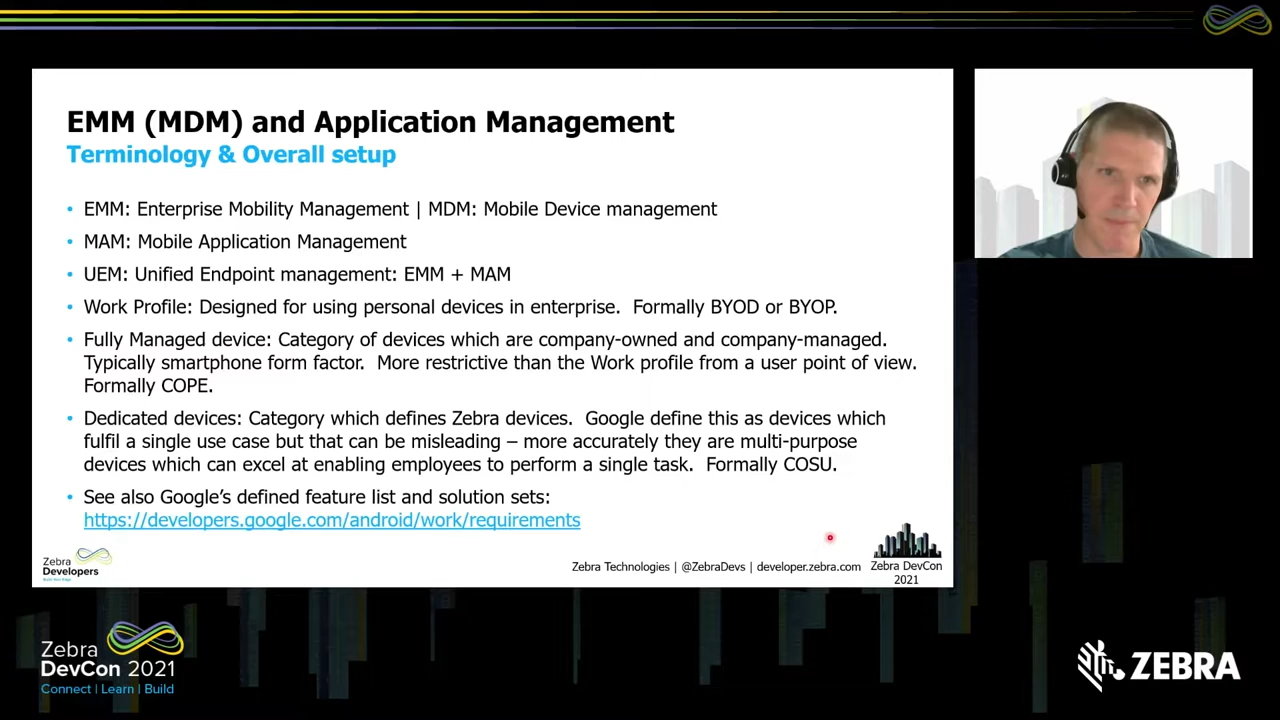 EMM (MDM) and Application Management
Terminology & Overall setup
• EMM: Enterprise Mobility Management | MDM: Mobile Device management
• MAM: Mobile Application Management
• UEM: Unified Endpoint management: EMM + MAM
• Work Profile: Designed for using personal devices in enterprise. Formally BYOD or BYOP.
• Fully Managed device: Category of devices which are company-owned and company-managed.
Typically smartphone form factor. More restrictive than the Work profile from a user point of view.
Formally COPE.
• Dedicated devices: Category which defines Zebra devices. Google define this as devices which
fulfil a single use case but that can be misleading – more accurately they are multi-purpose
devices which can excel at enabling employees to perform a single task. Formally COSU.
• See also Google's defined feature list and solution sets:
https://developers.google.com/android/work/requirements
Zebra
Developers
Zebra Technologies | @ZebraDevs | developer.zebra.com
Zebra DevCon
2021
Zebra
DevCon 2021
Connect | Learn | Build
ZEBRA